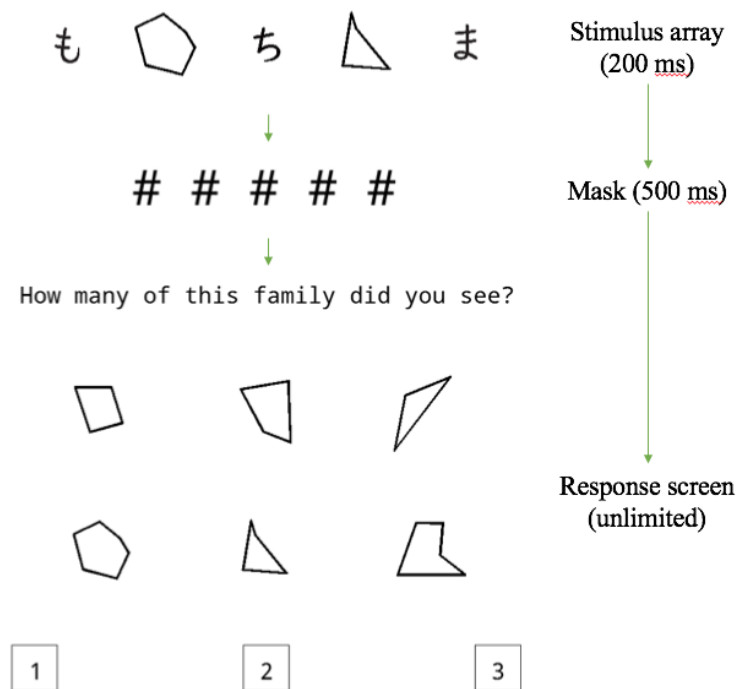 も ち ま
Stimulus array
(200 ms)
# # # # #
Mask (500 ms)
How many of this family did you see?
Response screen
(unlimited)
1 2 3